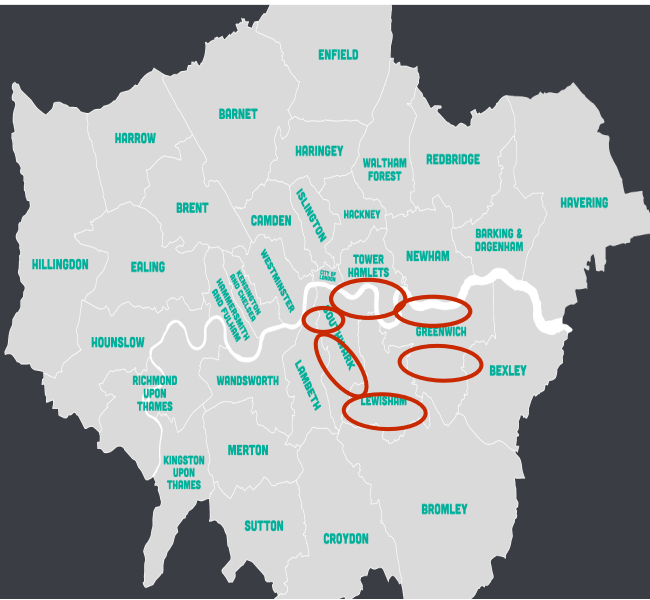 ENFIELD
BARNET
HARROW
HARINGEY
WALTHAM
FOREST
REDBRIDGE
HAVERING
BRENT
ISLINGTON
CAMDEN
HACKNEY
BARKING &
DAGENHAM
HILLINGDON
EALING
WESTMINSTER
TOWER
HAMLETS
NEWHAM
CITY OF
LONDON
KENSINGTON
AND CHELSEA
HAMMERSMITH
AND FULHAM
HOUNSLOW
SOUTHWARK
GREENWICH
BEXLEY
RICHMOND
UPON
THAMES
WANDSWORTH
LAMBETH
LEWISHAM
MERTON
KINGSTON
UPON
THAMES
SUTTON
CROYDON
BROMLEY